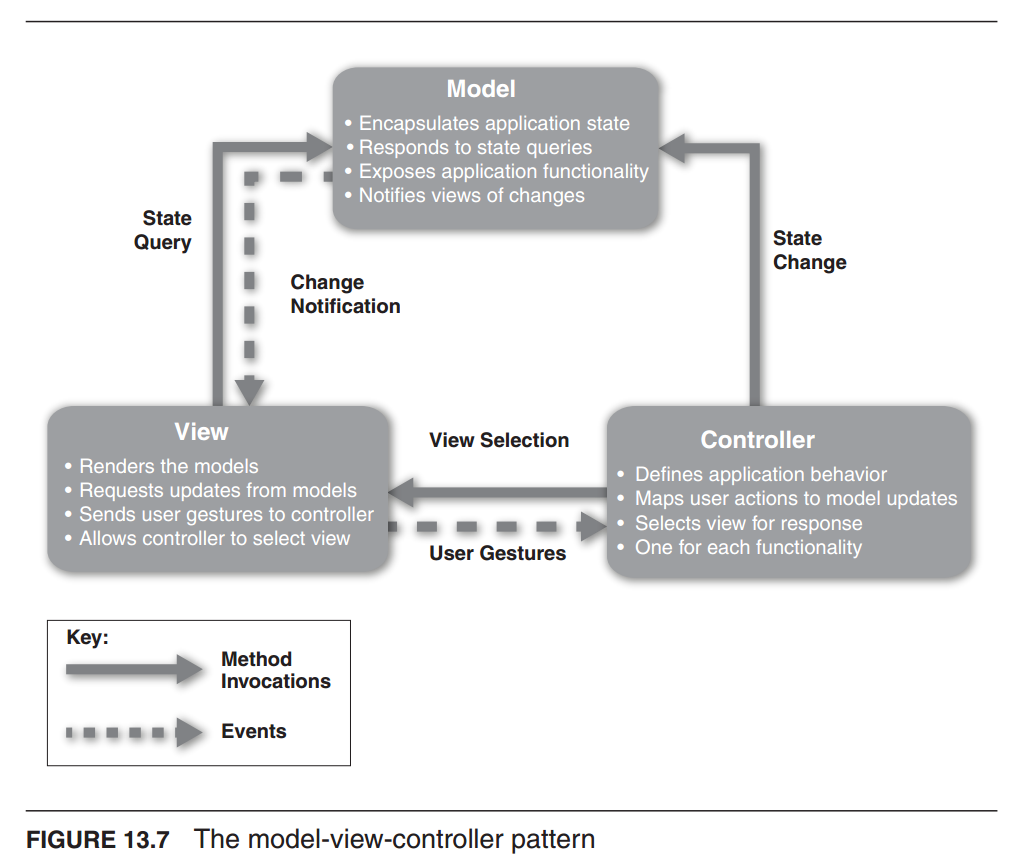 Model
• Encapsulates application state
• Responds to state queries
• Exposes application functionality
• Notifies views of changes
State
Query
Change
Notification
State
Change
View
• Renders the models
• Requests updates from models
• Sends user gestures to controller
• Allows controller to select view
View Selection
User Gestures
Controller
• Defines application behavior
• Maps user actions to model updates
• Selects view for response
• One for each functionality
Key:
Method
Invocations
Events
FIGURE 13.7 The model-view-controller pattern